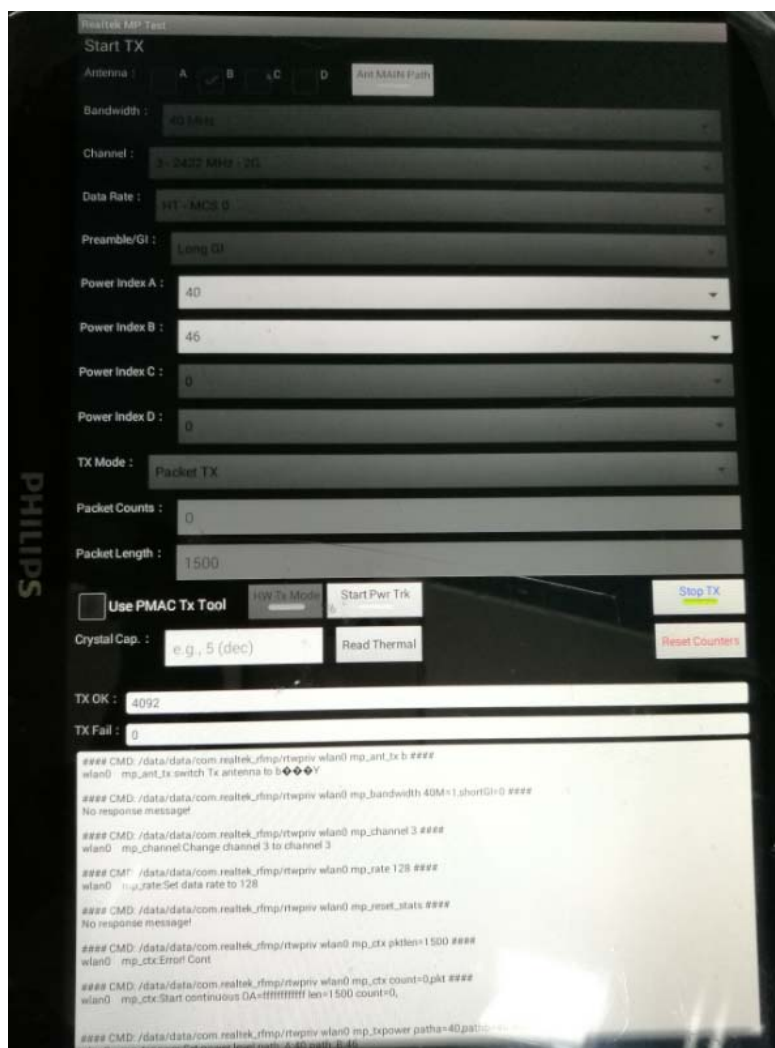 Realtek MP Test
Start TX
Antenna : A B C D Ant MAIN Path
Bandwidth : 40 MHz
Channel : 3 - 2422 MHz - 2G
Data Rate : HT - MCS 0
Preamble/GI : Long GI
Power Index A : 40
Power Index B : 46
Power Index C : 0
Power Index D : 0
TX Mode : Packet TX
Packet Counts : 0
Packet Length : 1500
Use PMAC Tx Tool HW Tx Mode Start Pwr Trk Stop TX
Crystal Cap. : e.g., 5 (dec) Read Thermal Reset Counters
TX OK : 4092
TX Fail : 0
#### CMD: /data/data/com.realtek_rfmp/rtwpriv wlan0 mp_ant_tx b ####
wlan0 mp_ant_tx:switch Tx antenna to b���Y
#### CMD: /data/data/com.realtek_rfmp/rtwpriv wlan0 mp_bandwidth 40M=1,shortGI=0 ####
No response message!
#### CMD: /data/data/com.realtek_rfmp/rtwpriv wlan0 mp_channel 3 ####
wlan0 mp_channel:Change channel 3 to channel 3
#### CMD: /data/data/com.realtek_rfmp/rtwpriv wlan0 mp_rate 128 ####
wlan0 mp_rate:Set data rate to 128
#### CMD: /data/data/com.realtek_rfmp/rtwpriv wlan0 mp_reset_stats ####
No response message!
#### CMD: /data/data/com.realtek_rfmp/rtwpriv wlan0 mp_ctx pktlen=1500 ####
wlan0 mp_ctx:Error! Cont
#### CMD: /data/data/com.realtek_rfmp/rtwpriv wlan0 mp_ctx count=0,pkt ####
wlan0 mp_ctx:Start continuous DA=ffffffffffff len=1500 count=0,
#### CMD: /data/data/com.realtek_rfmp/rtwpriv wlan0 mp_txpower patha=40,
power level path_A:40 path_B:46
PHILIPS